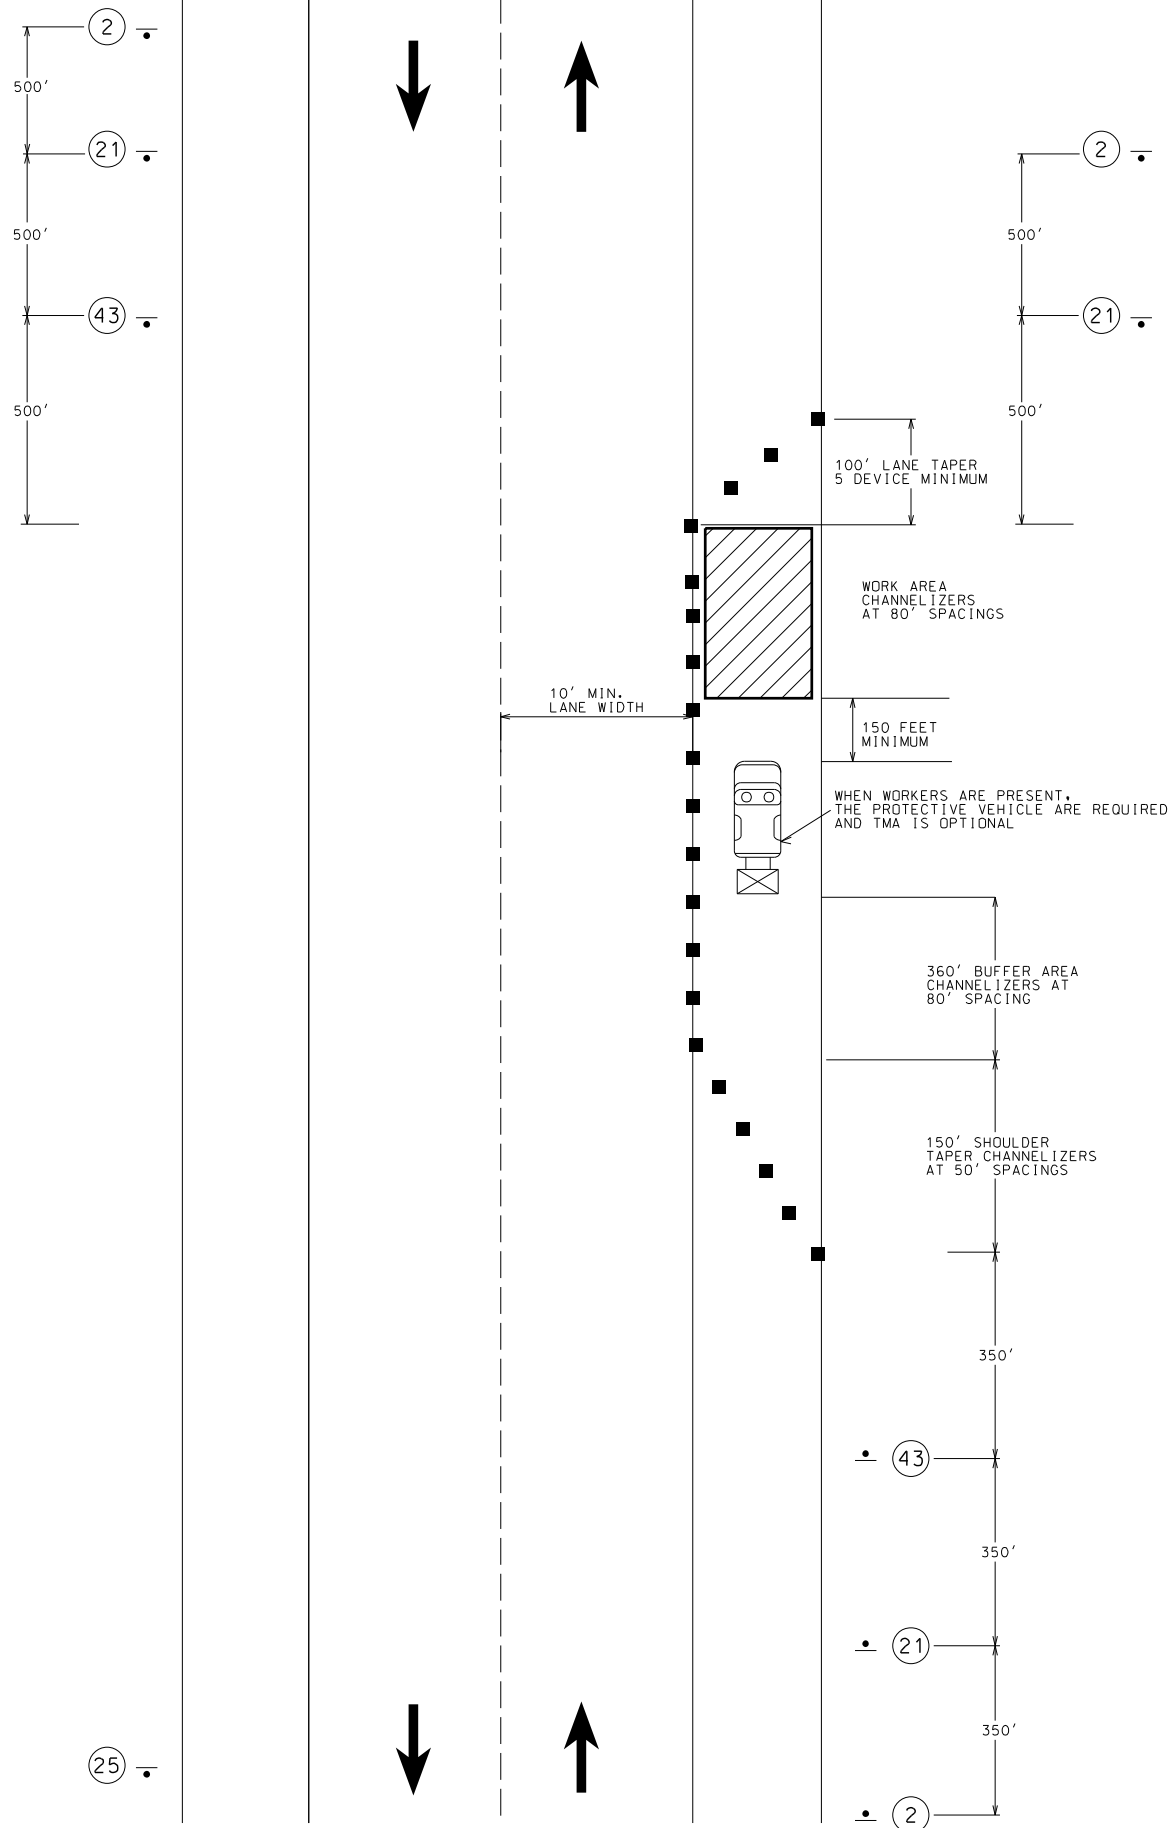 2
500'
21
2
500'
500'
43
21
500'
500'
100' LANE TAPER
5 DEVICE MINIMUM
WORK AREA
CHANNELIZERS
AT 80' SPACINGS
10' MIN.
LANE WIDTH
150 FEET
MINIMUM
WHEN WORKERS ARE PRESENT,
THE PROTECTIVE VEHICLE ARE REQUIRED
AND TMA IS OPTIONAL
360' BUFFER AREA
CHANNELIZERS AT
80' SPACING
150' SHOULDER
TAPER CHANNELIZERS
AT 50' SPACINGS
350'
43
350'
21
350'
25
2